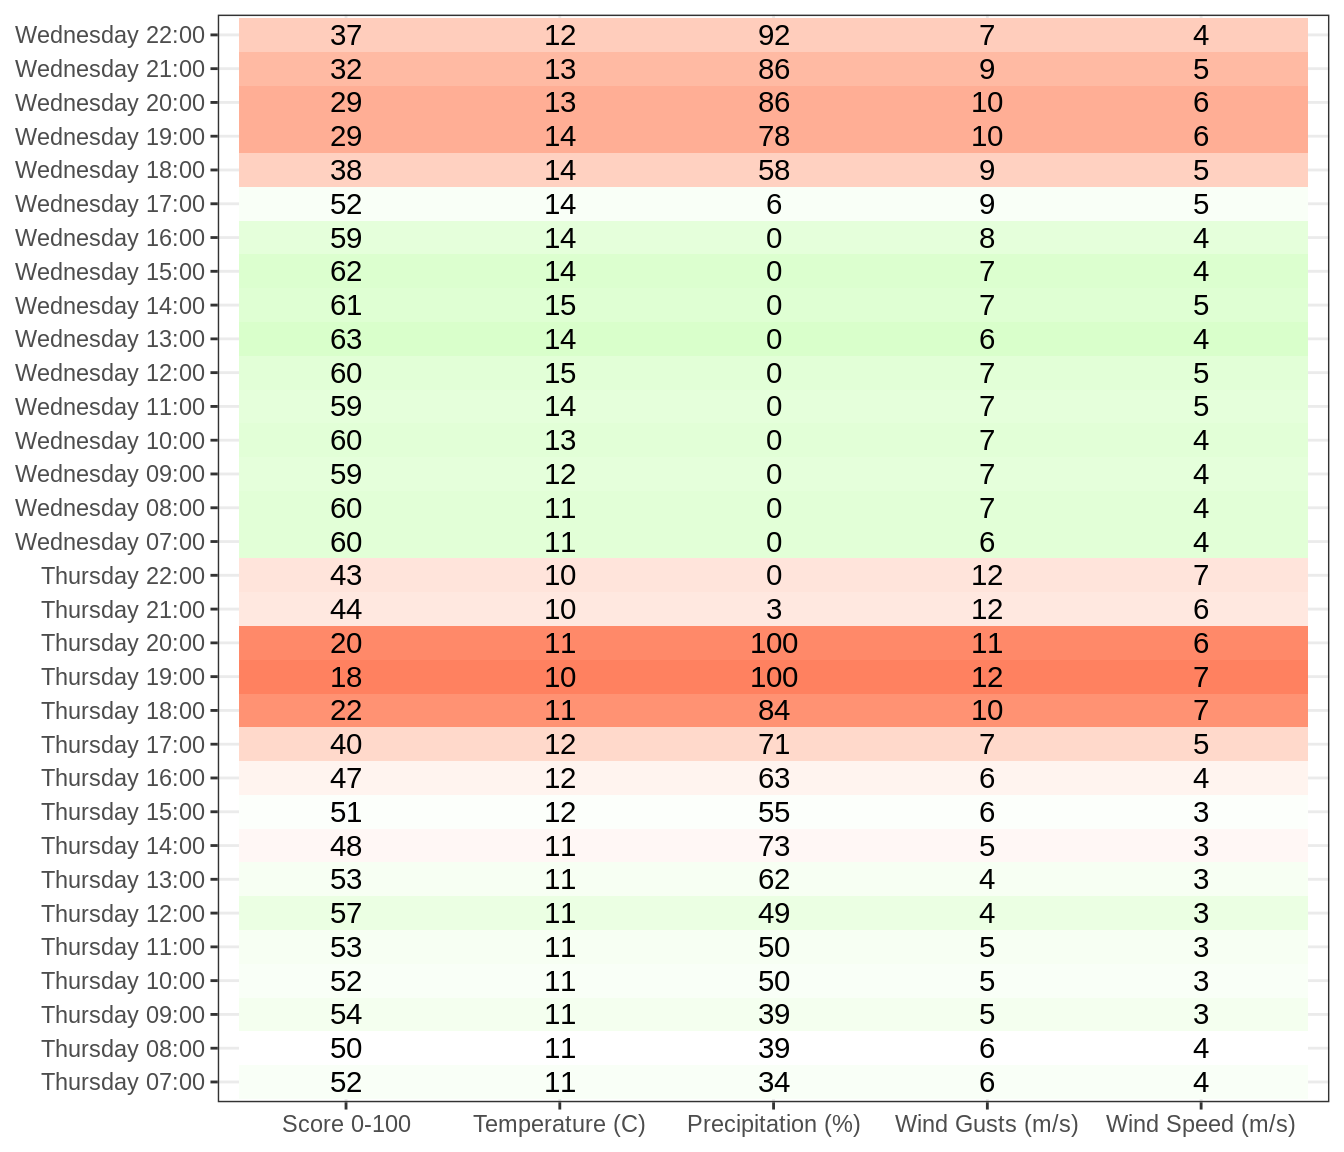 Wednesday 22:00 37 12 92 7 4
Wednesday 21:00 32 13 86 9 5
Wednesday 20:00 29 13 86 10 6
Wednesday 19:00 29 14 78 10 6
Wednesday 18:00 38 14 58 9 5
Wednesday 17:00 52 14 6 9 5
Wednesday 16:00 59 14 0 8 4
Wednesday 15:00 62 14 0 7 4
Wednesday 14:00 61 15 0 7 5
Wednesday 13:00 63 14 0 6 4
Wednesday 12:00 60 15 0 7 5
Wednesday 11:00 59 14 0 7 5
Wednesday 10:00 60 13 0 7 4
Wednesday 09:00 59 12 0 7 4
Wednesday 08:00 60 11 0 7 4
Wednesday 07:00 60 11 0 6 4
Thursday 22:00 43 10 0 12 7
Thursday 21:00 44 10 3 12 6
Thursday 20:00 20 11 100 11 6
Thursday 19:00 18 10 100 12 7
Thursday 18:00 22 11 84 10 7
Thursday 17:00 40 12 71 7 5
Thursday 16:00 47 12 63 6 4
Thursday 15:00 51 12 55 6 3
Thursday 14:00 48 11 73 5 3
Thursday 13:00 53 11 62 4 3
Thursday 12:00 57 11 49 4 3
Thursday 11:00 53 11 50 5 3
Thursday 10:00 52 11 50 5 3
Thursday 09:00 54 11 39 5 3
Thursday 08:00 50 11 39 6 4
Thursday 07:00 52 11 34 6 4
Score 0-100 Temperature (C) Precipitation (%) Wind Gusts (m/s) Wind Speed (m/s)